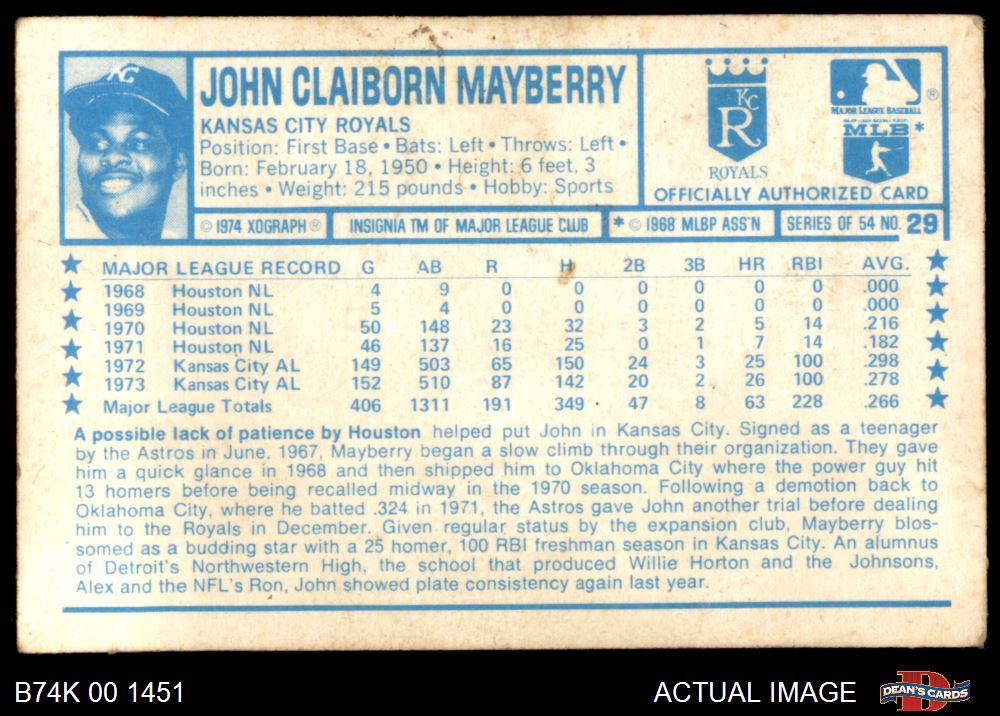 KC
JOHN CLAIBORN MAYBERRY
KANSAS CITY ROYALS
Position: First Base • Bats: Left • Throws: Left •
Born: February 18, 1950 • Height: 6 feet, 3
inches • Weight: 215 pounds • Hobby: Sports
KC
R
ROYALS
MAJOR LEAGUE BASEBALL
®
MLB *
OFFICIALLY AUTHORIZED CARD
© 1974 XOGRAPH ® INSIGNIA TM OF MAJOR LEAGUE CLUB * © 1968 MLBP ASS'N SERIES OF 54 NO. 29
MAJOR LEAGUE RECORD G AB R H 2B 3B HR RBI AVG.
1968 Houston NL 4 9 0 0 0 0 0 0 .000
1969 Houston NL 5 4 0 0 0 0 0 0 .000
1970 Houston NL 50 148 23 32 3 2 5 14 .216
1971 Houston NL 46 137 16 25 0 1 7 14 .182
1972 Kansas City AL 149 503 65 150 24 3 25 100 .298
1973 Kansas City AL 152 510 87 142 20 2 26 100 .278
Major League Totals 406 1311 191 349 47 8 63 228 .266
A possible lack of patience by Houston helped put John in Kansas City. Signed as a teenager
by the Astros in June, 1967, Mayberry began a slow climb through their organization. They gave
him a quick glance in 1968 and then shipped him to Oklahoma City where the power guy hit
13 homers before being recalled midway in the 1970 season. Following a demotion back to
Oklahoma City, where he batted .324 in 1971, the Astros gave John another trial before dealing
him to the Royals in December. Given regular status by the expansion club, Mayberry blos-
somed as a budding star with a 25 homer, 100 RBI freshman season in Kansas City. An alumnus
of Detroit's Northwestern High, the school that produced Willie Horton and the Johnsons,
Alex and the NFL's Ron, John showed plate consistency again last year.
B74K 00 1451
ACTUAL IMAGE
D
DEAN'S CARDS